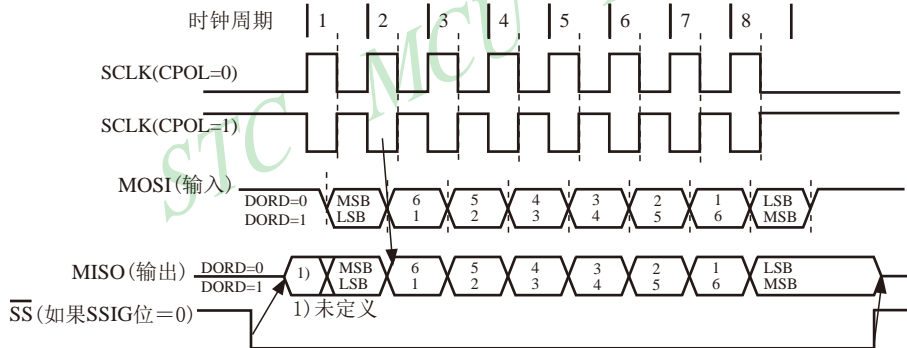 时钟周期 1 2 3 4 5 6 7 8
SCLK(CPOL=0)
SCLK(CPOL=1)
STC MCU
MOSI(输入)
DORD=0 MSB 6 5 4 3 2 1 LSB
DORD=1 LSB 1 2 3 4 5 6 MSB
MISO(输出)
DORD=0 1) MSB 6 5 4 3 2 1 LSB
DORD=1 LSB 1 2 3 4 5 6 MSB
1)未定义
SS(如果SSIG位=0)